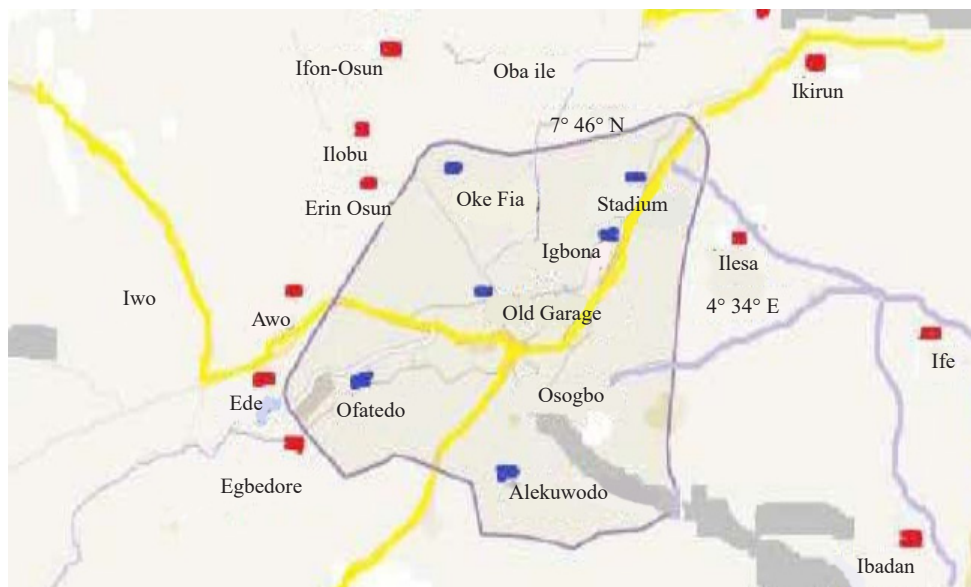 Ifon-Osun
Oba ile
Ikirun
7° 46° N
Ilobu
Oke Fia
Erin Osun
Stadium
Igbona
Ilesa
Iwo
Awo
Old Garage
4° 34° E
Ife
Ede
Ofatedo
Osogbo
Egbedore
Alekuwodo
Ibadan